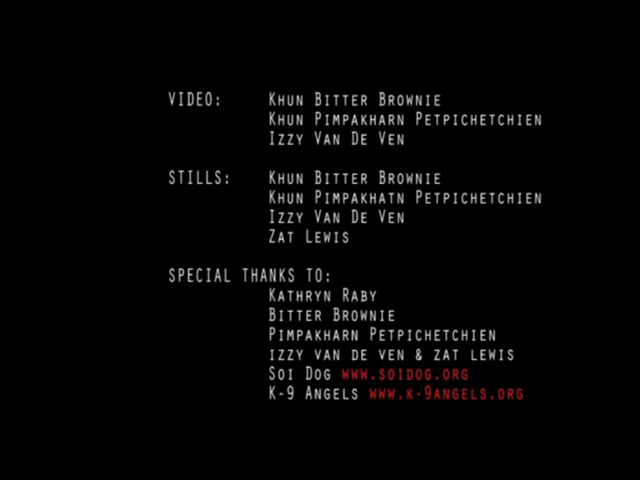 VIDEO: Khun Bitter Brownie
Khun Pimpakharn Petpichetchien
Izzy Van De Ven
STILLS: Khun Bitter Brownie
Khun Pimpakhatn Petpichetchien
Izzy Van De Ven
Zat Lewis
SPECIAL THANKS TO:
Kathryn Raby
Bitter Brownie
Pimpakharn Petpichetchien
izzy van de ven & zat lewis
Soi Dog www.soidog.org
K-9 Angels www.k-9angels.org